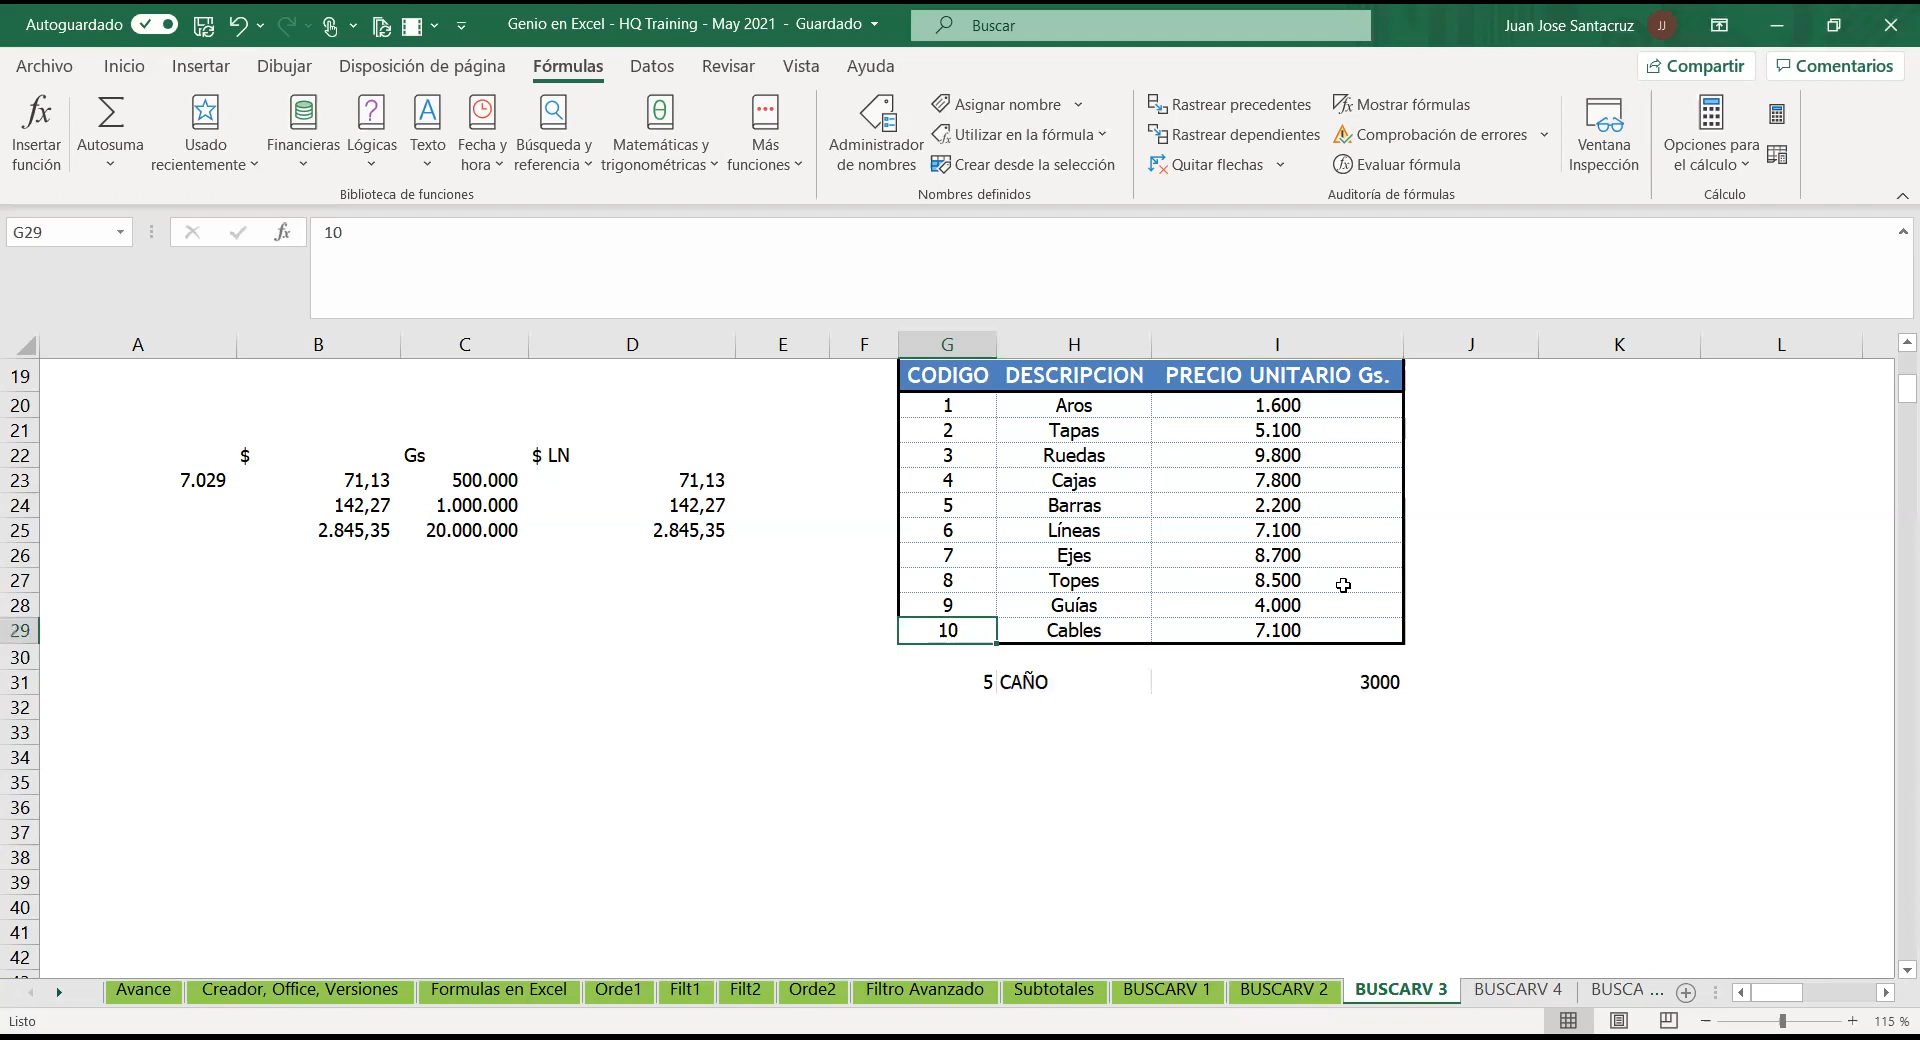 Autoguardado
Genio en Excel - HQ Training - May 2021 - Guardado
Buscar
Juan Jose Santacruz
JJ
Archivo Inicio Insertar Dibujar Disposición de página Fórmulas Datos Revisar Vista Ayuda
Compartir
Comentarios
Insertar función
Autosuma
Usado recientemente
Financieras
Lógicas
Texto
Fecha y hora
Búsqueda y referencia
Matemáticas y trigonométricas
Más funciones
Biblioteca de funciones
Administrador de nombres
Asignar nombre
Utilizar en la fórmula
Crear desde la selección
Nombres definidos
Rastrear precedentes
Rastrear dependientes
Quitar flechas
Mostrar fórmulas
Comprobación de errores
Evaluar fórmula
Auditoría de fórmulas
Ventana Inspección
Opciones para el cálculo
Cálculo
G29
fx
10
A B C D E F G H I J K L
19 CODIGO DESCRIPCION PRECIO UNITARIO Gs.
20 1 Aros 1.600
21 2 Tapas 5.100
22 $ Gs $ LN 3 Ruedas 9.800
23 7.029 71,13 500.000 71,13 4 Cajas 7.800
24 142,27 1.000.000 142,27 5 Barras 2.200
25 2.845,35 20.000.000 2.845,35 6 Líneas 7.100
26 7 Ejes 8.700
27 8 Topes 8.500
28 9 Guías 4.000
29 10 Cables 7.100
30
31 5 CAÑO 3000
32
33
34
35
36
37
38
39
40
41
42
Avance Creador, Office, Versiones Formulas en Excel Orde1 Filt1 Filt2 Orde2 Filtro Avanzado Subtotales BUSCARV 1 BUSCARV 2 BUSCARV 3 BUSCARV 4 BUSCA ...
Listo
115 %